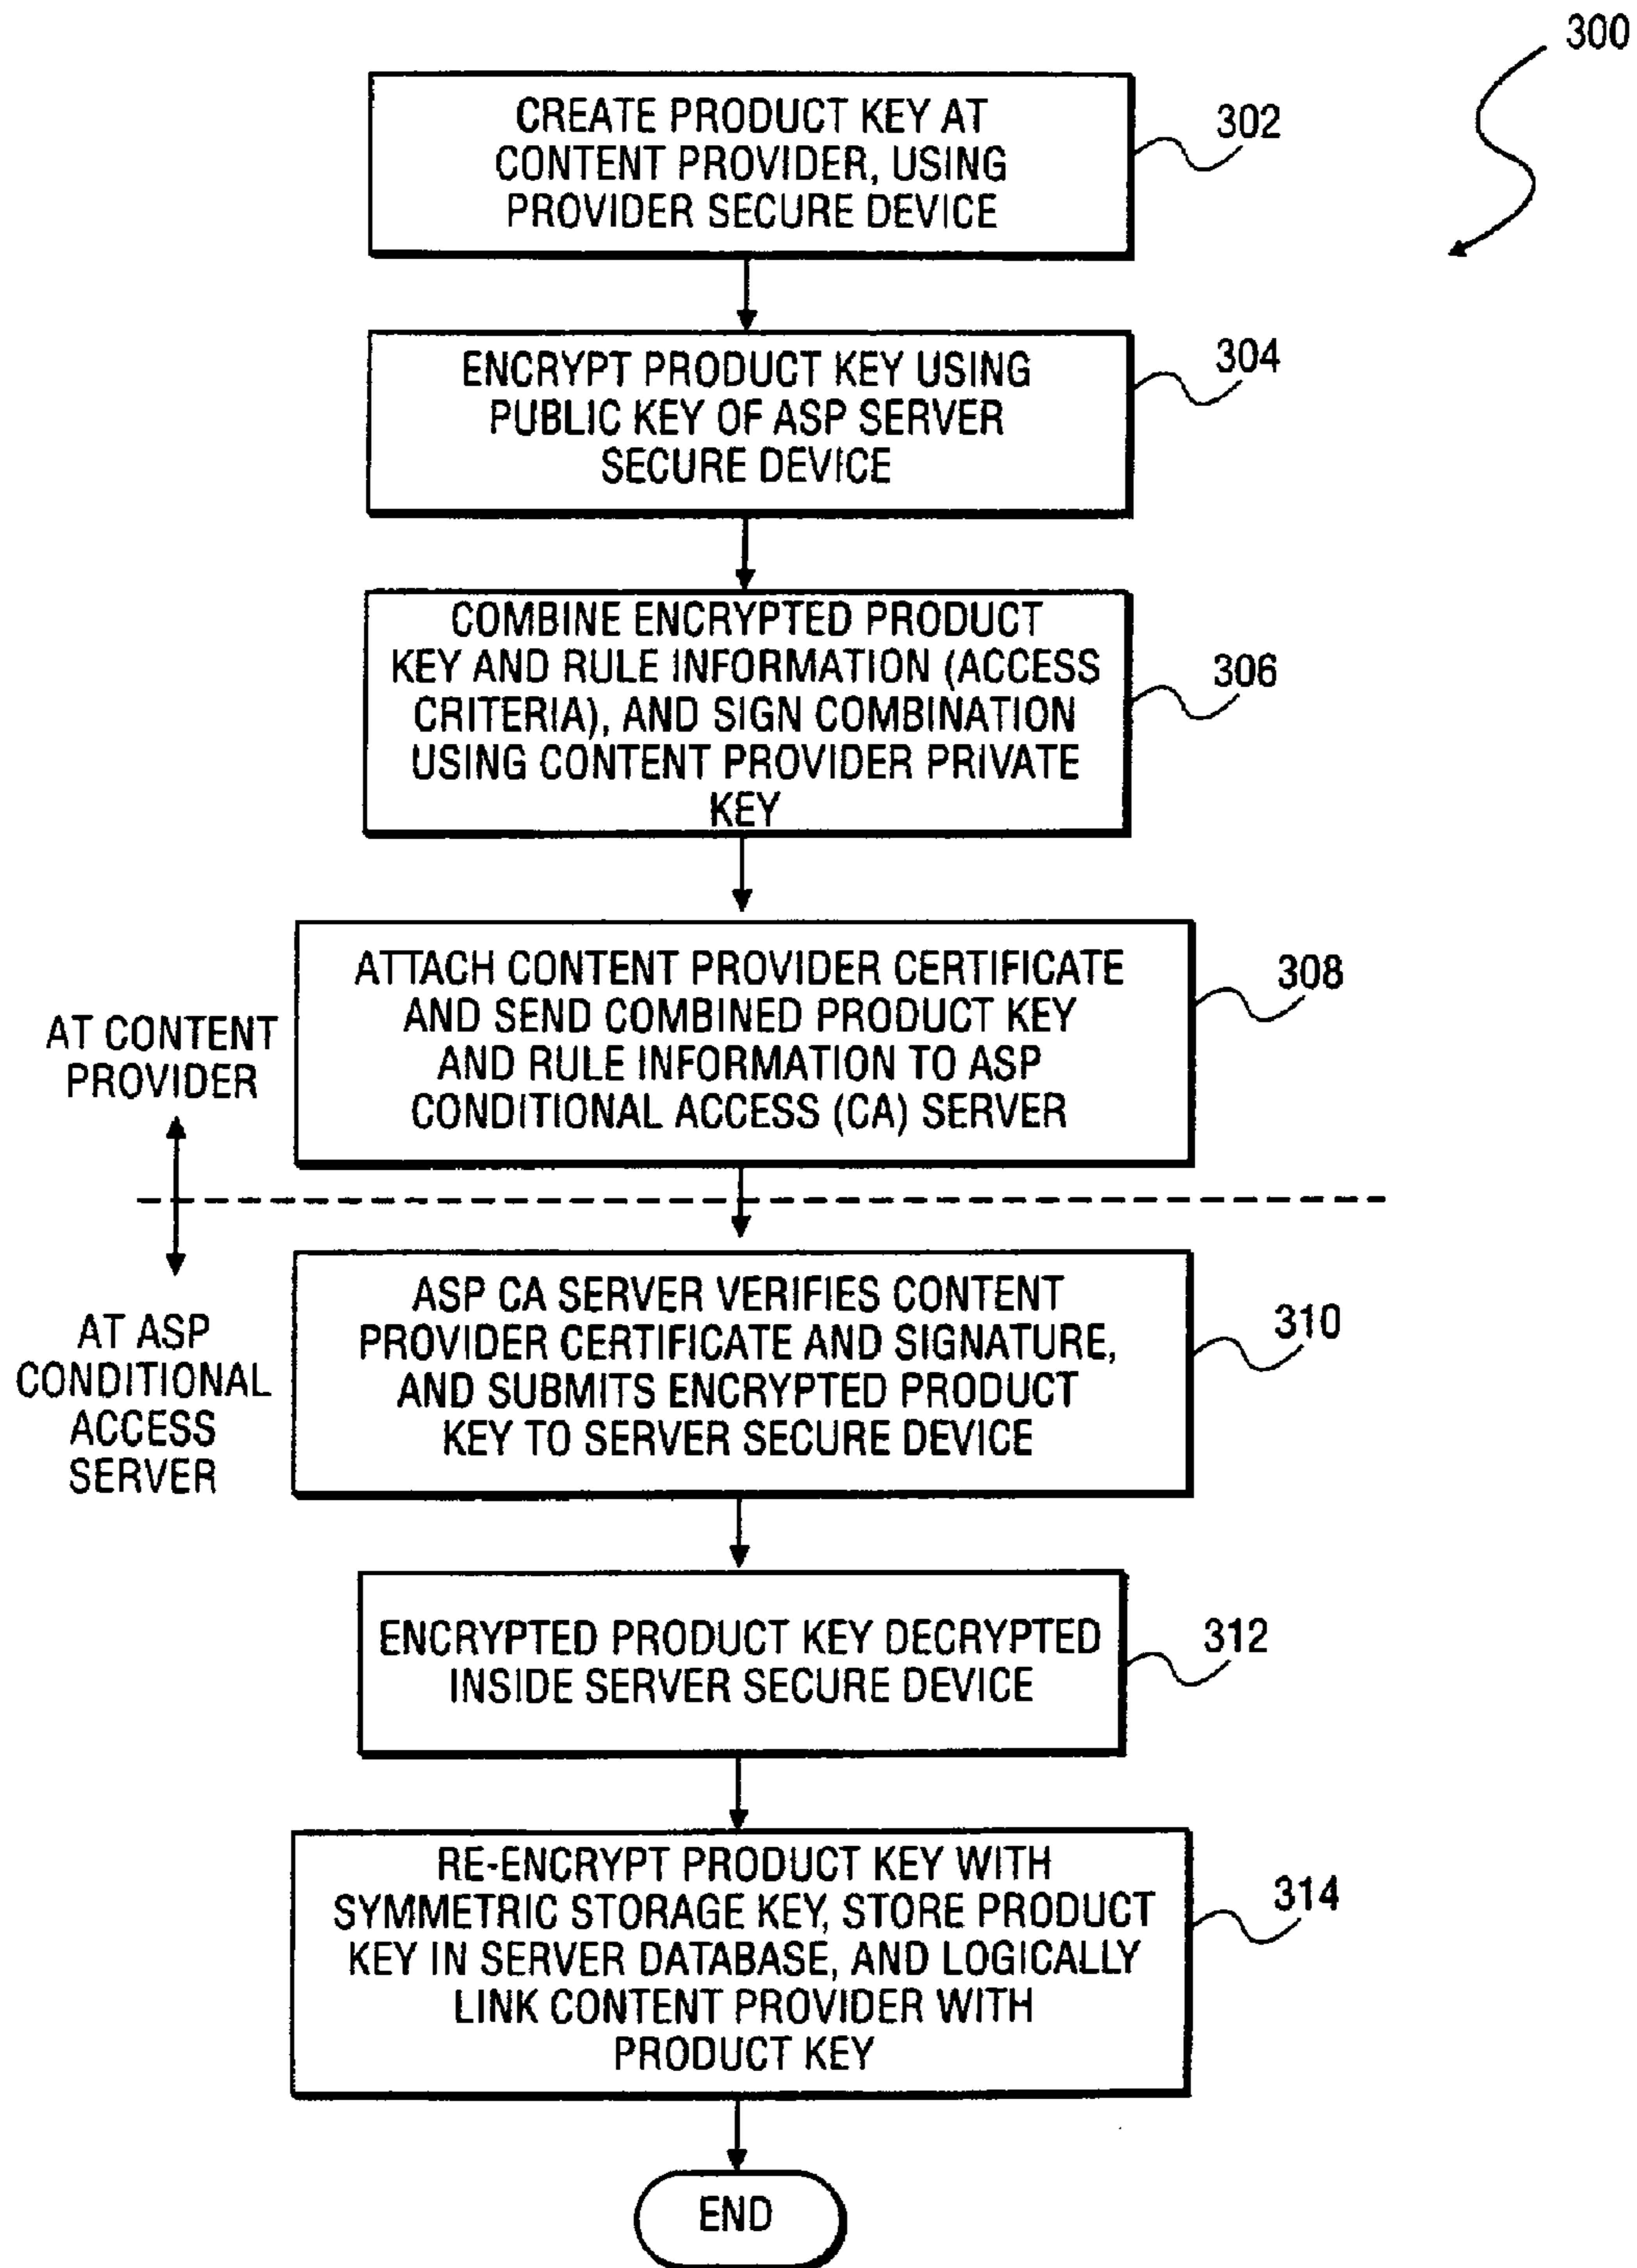 300
CREATE PRODUCT KEY AT
CONTENT PROVIDER, USING
PROVIDER SECURE DEVICE
302
ENCRYPT PRODUCT KEY USING
PUBLIC KEY OF ASP SERVER
SECURE DEVICE
304
COMBINE ENCRYPTED PRODUCT
KEY AND RULE INFORMATION (ACCESS
CRITERIA), AND SIGN COMBINATION
USING CONTENT PROVIDER PRIVATE
KEY
306
ATTACH CONTENT PROVIDER CERTIFICATE
AND SEND COMBINED PRODUCT KEY
AND RULE INFORMATION TO ASP
CONDITIONAL ACCESS (CA) SERVER
308
AT CONTENT
PROVIDER
AT ASP
CONDITIONAL
ACCESS
SERVER
ASP CA SERVER VERIFIES CONTENT
PROVIDER CERTIFICATE AND SIGNATURE,
AND SUBMITS ENCRYPTED PRODUCT
KEY TO SERVER SECURE DEVICE
310
ENCRYPTED PRODUCT KEY DECRYPTED
INSIDE SERVER SECURE DEVICE
312
RE-ENCRYPT PRODUCT KEY WITH
SYMMETRIC STORAGE KEY, STORE PRODUCT
KEY IN SERVER DATABASE, AND LOGICALLY
LINK CONTENT PROVIDER WITH
PRODUCT KEY
314
END